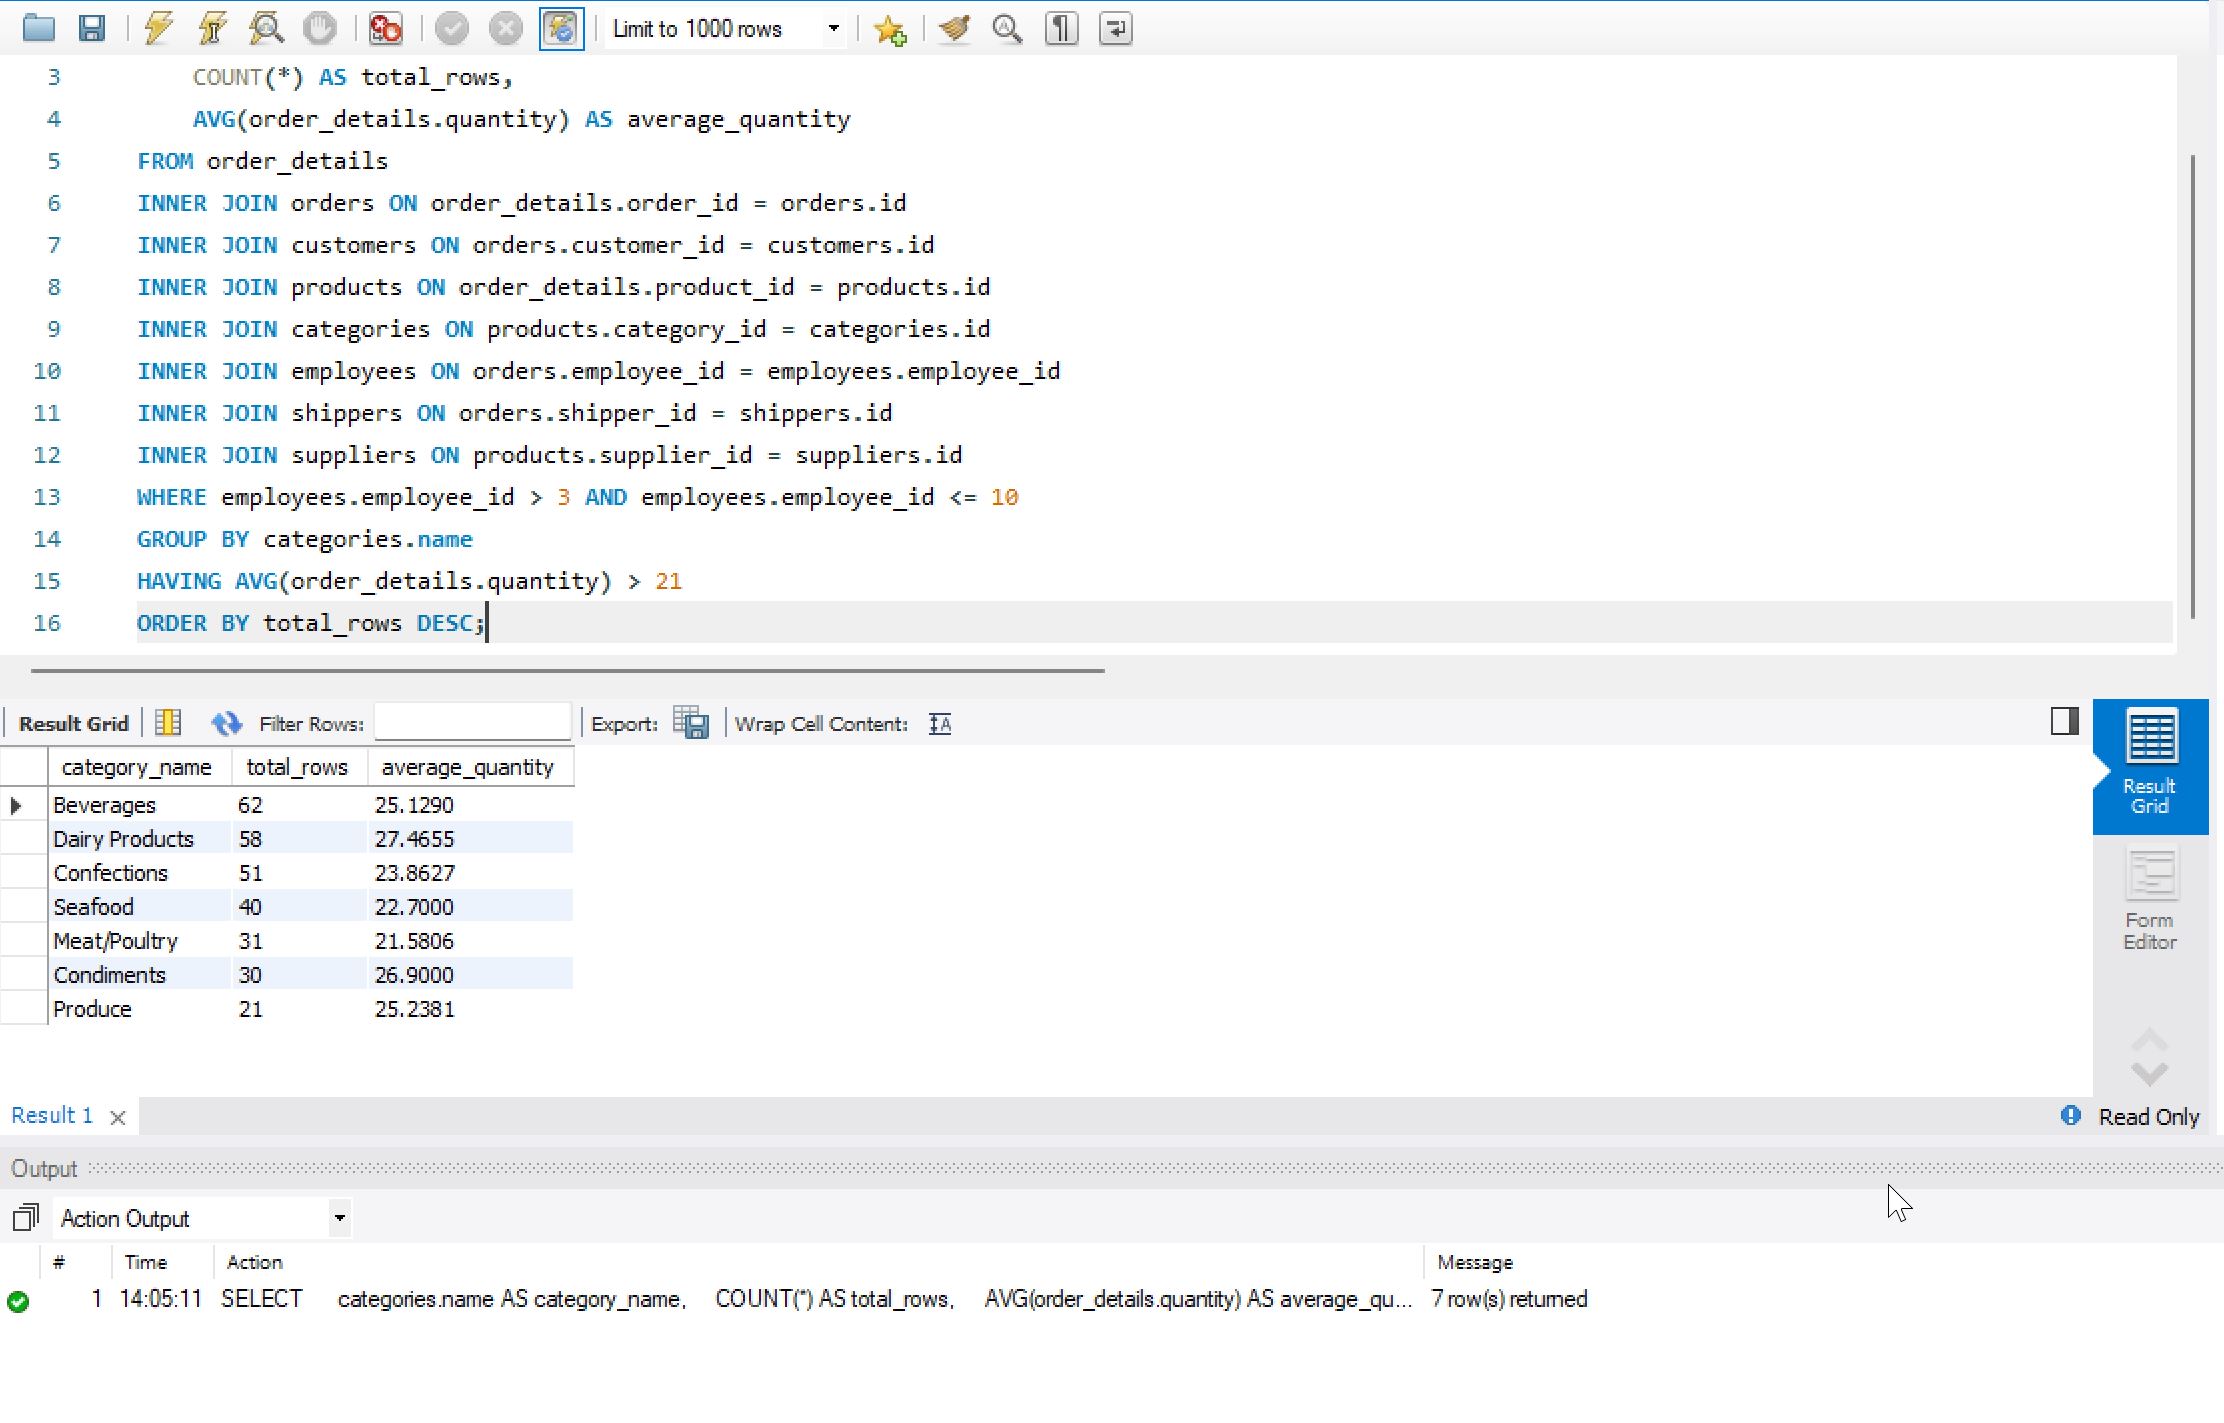 Limit to 1000 rows
3 COUNT(*) AS total_rows,
4 AVG(order_details.quantity) AS average_quantity
5 FROM order_details
6 INNER JOIN orders ON order_details.order_id = orders.id
7 INNER JOIN customers ON orders.customer_id = customers.id
8 INNER JOIN products ON order_details.product_id = products.id
9 INNER JOIN categories ON products.category_id = categories.id
10 INNER JOIN employees ON orders.employee_id = employees.employee_id
11 INNER JOIN shippers ON orders.shipper_id = shippers.id
12 INNER JOIN suppliers ON products.supplier_id = suppliers.id
13 WHERE employees.employee_id > 3 AND employees.employee_id <= 10
14 GROUP BY categories.name
15 HAVING AVG(order_details.quantity) > 21
16 ORDER BY total_rows DESC;
Result Grid Filter Rows: Export: Wrap Cell Content:
category_name total_rows average_quantity
Beverages 62 25.1290
Dairy Products 58 27.4655
Confections 51 23.8627
Seafood 40 22.7000
Meat/Poultry 31 21.5806
Condiments 30 26.9000
Produce 21 25.2381
Result
Grid
Form
Editor
Result 1 Read Only
Output
Action Output
# Time Action Message
1 14:05:11 SELECT categories.name AS category_name, COUNT(*) AS total_rows, AVG(order_details.quantity) AS average_qu... 7 row(s) returned